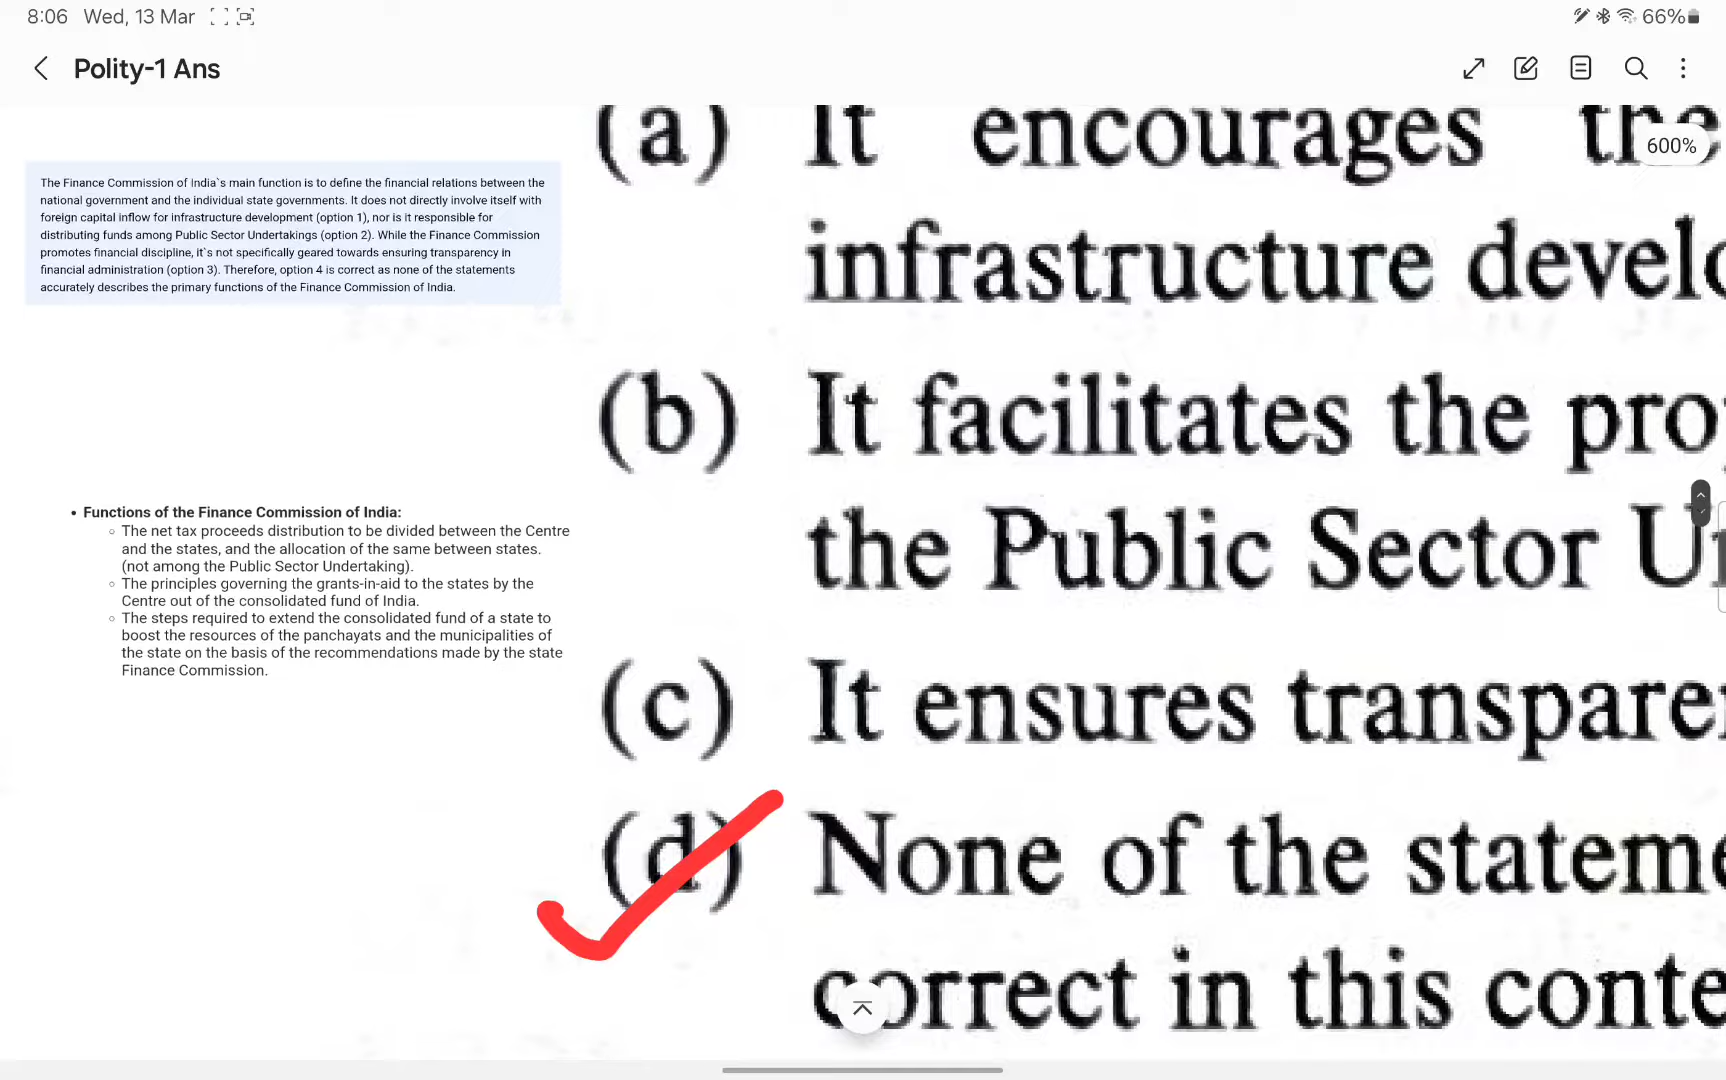 8:06 Wed, 13 Mar
66%
Polity-1 Ans
600%
The Finance Commission of India`s main function is to define the financial relations between the
national government and the individual state governments. It does not directly involve itself with
foreign capital inflow for infrastructure development (option 1), nor is it responsible for
distributing funds among Public Sector Undertakings (option 2). While the Finance Commission
promotes financial discipline, it`s not specifically geared towards ensuring transparency in
financial administration (option 3). Therefore, option 4 is correct as none of the statements
accurately describes the primary functions of the Finance Commission of India.
• Functions of the Finance Commission of India:
○ The net tax proceeds distribution to be divided between the Centre
and the states, and the allocation of the same between states.
(not among the Public Sector Undertaking).
○ The principles governing the grants-in-aid to the states by the
Centre out of the consolidated fund of India.
○ The steps required to extend the consolidated fund of a state to
boost the resources of the panchayats and the municipalities of
the state on the basis of the recommendations made by the state
Finance Commission.
(a) It encourages the
infrastructure develo
(b) It facilitates the pro
the Public Sector U
(c) It ensures transpare
(d) None of the stateme
correct in this conte